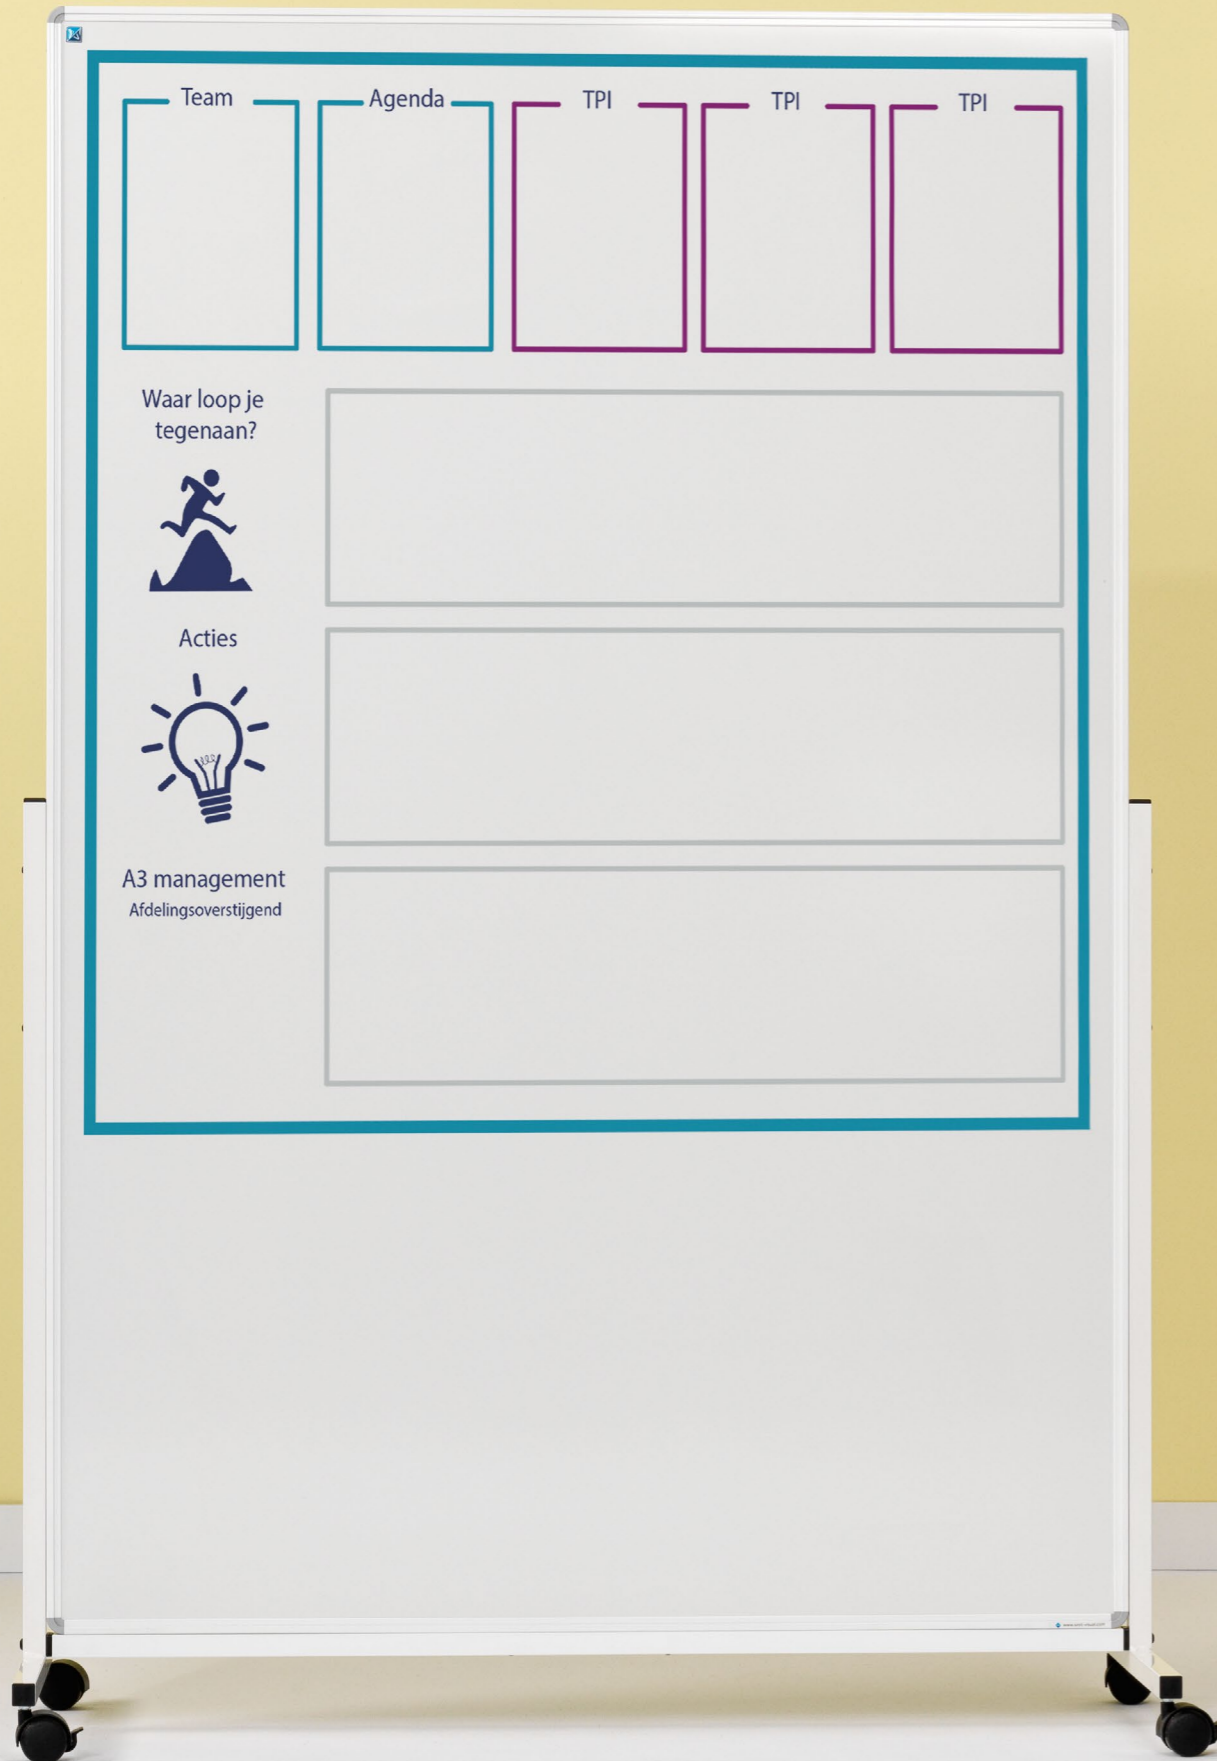 Team
Agenda
TPI
TPI
TPI
Waar loop je
tegenaan?
Acties
A3 management
Afdelingsoverstijgend